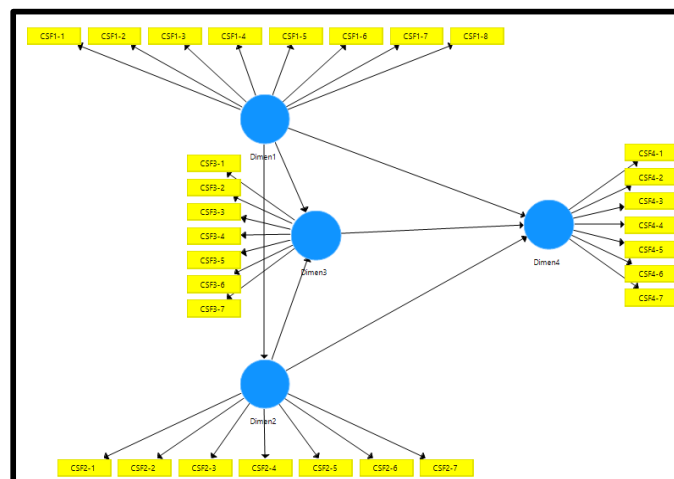 CSF1-1 CSF1-2 CSF1-3 CSF1-4 CSF1-5 CSF1-6 CSF1-7 CSF1-8
Dimen1
CSF3-1
CSF3-2
CSF3-3
CSF3-4
CSF3-5
CSF3-6
CSF3-7
Dimen3
CSF4-1
CSF4-2
CSF4-3
CSF4-4
CSF4-5
CSF4-6
CSF4-7
Dimen4
Dimen2
CSF2-1 CSF2-2 CSF2-3 CSF2-4 CSF2-5 CSF2-6 CSF2-7